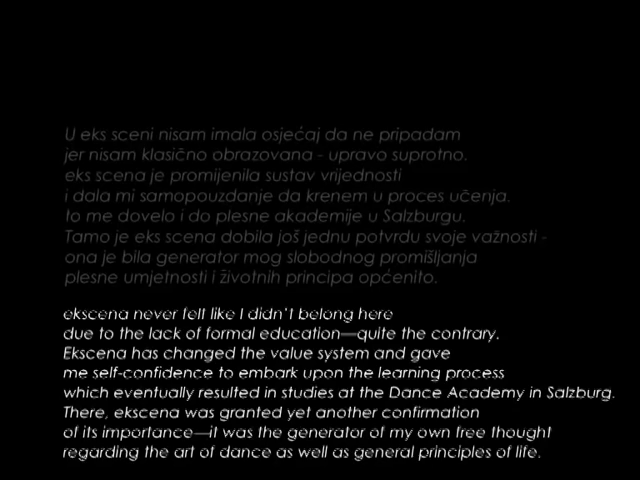 U eks sceni nisam imala osjećaj da ne pripadam
jer nisam klasično obrazovana - upravo suprotno.
eks scena je promijenila sustav vrijednosti
i dala mi samopouzdanje da krenem u proces učenja.
to me dovelo i do plesne akademije u Salzburgu.
Tamo je eks scena dobila još jednu potvrdu svoje važnosti -
ona je bila generator mog slobodnog promišljanja
plesne umjetnosti i životnih principa općenito.
ekscena never felt like I didn't belong here
due to the lack of formal education—quite the contrary.
Ekscena has changed the value system and gave
me self-confidence to embark upon the learning process
which eventually resulted in studies at the Dance Academy in Salzburg.
There, ekscena was granted yet another confirmation
of its importance—it was the generator of my own free thought
regarding the art of dance as well as general principles of life.